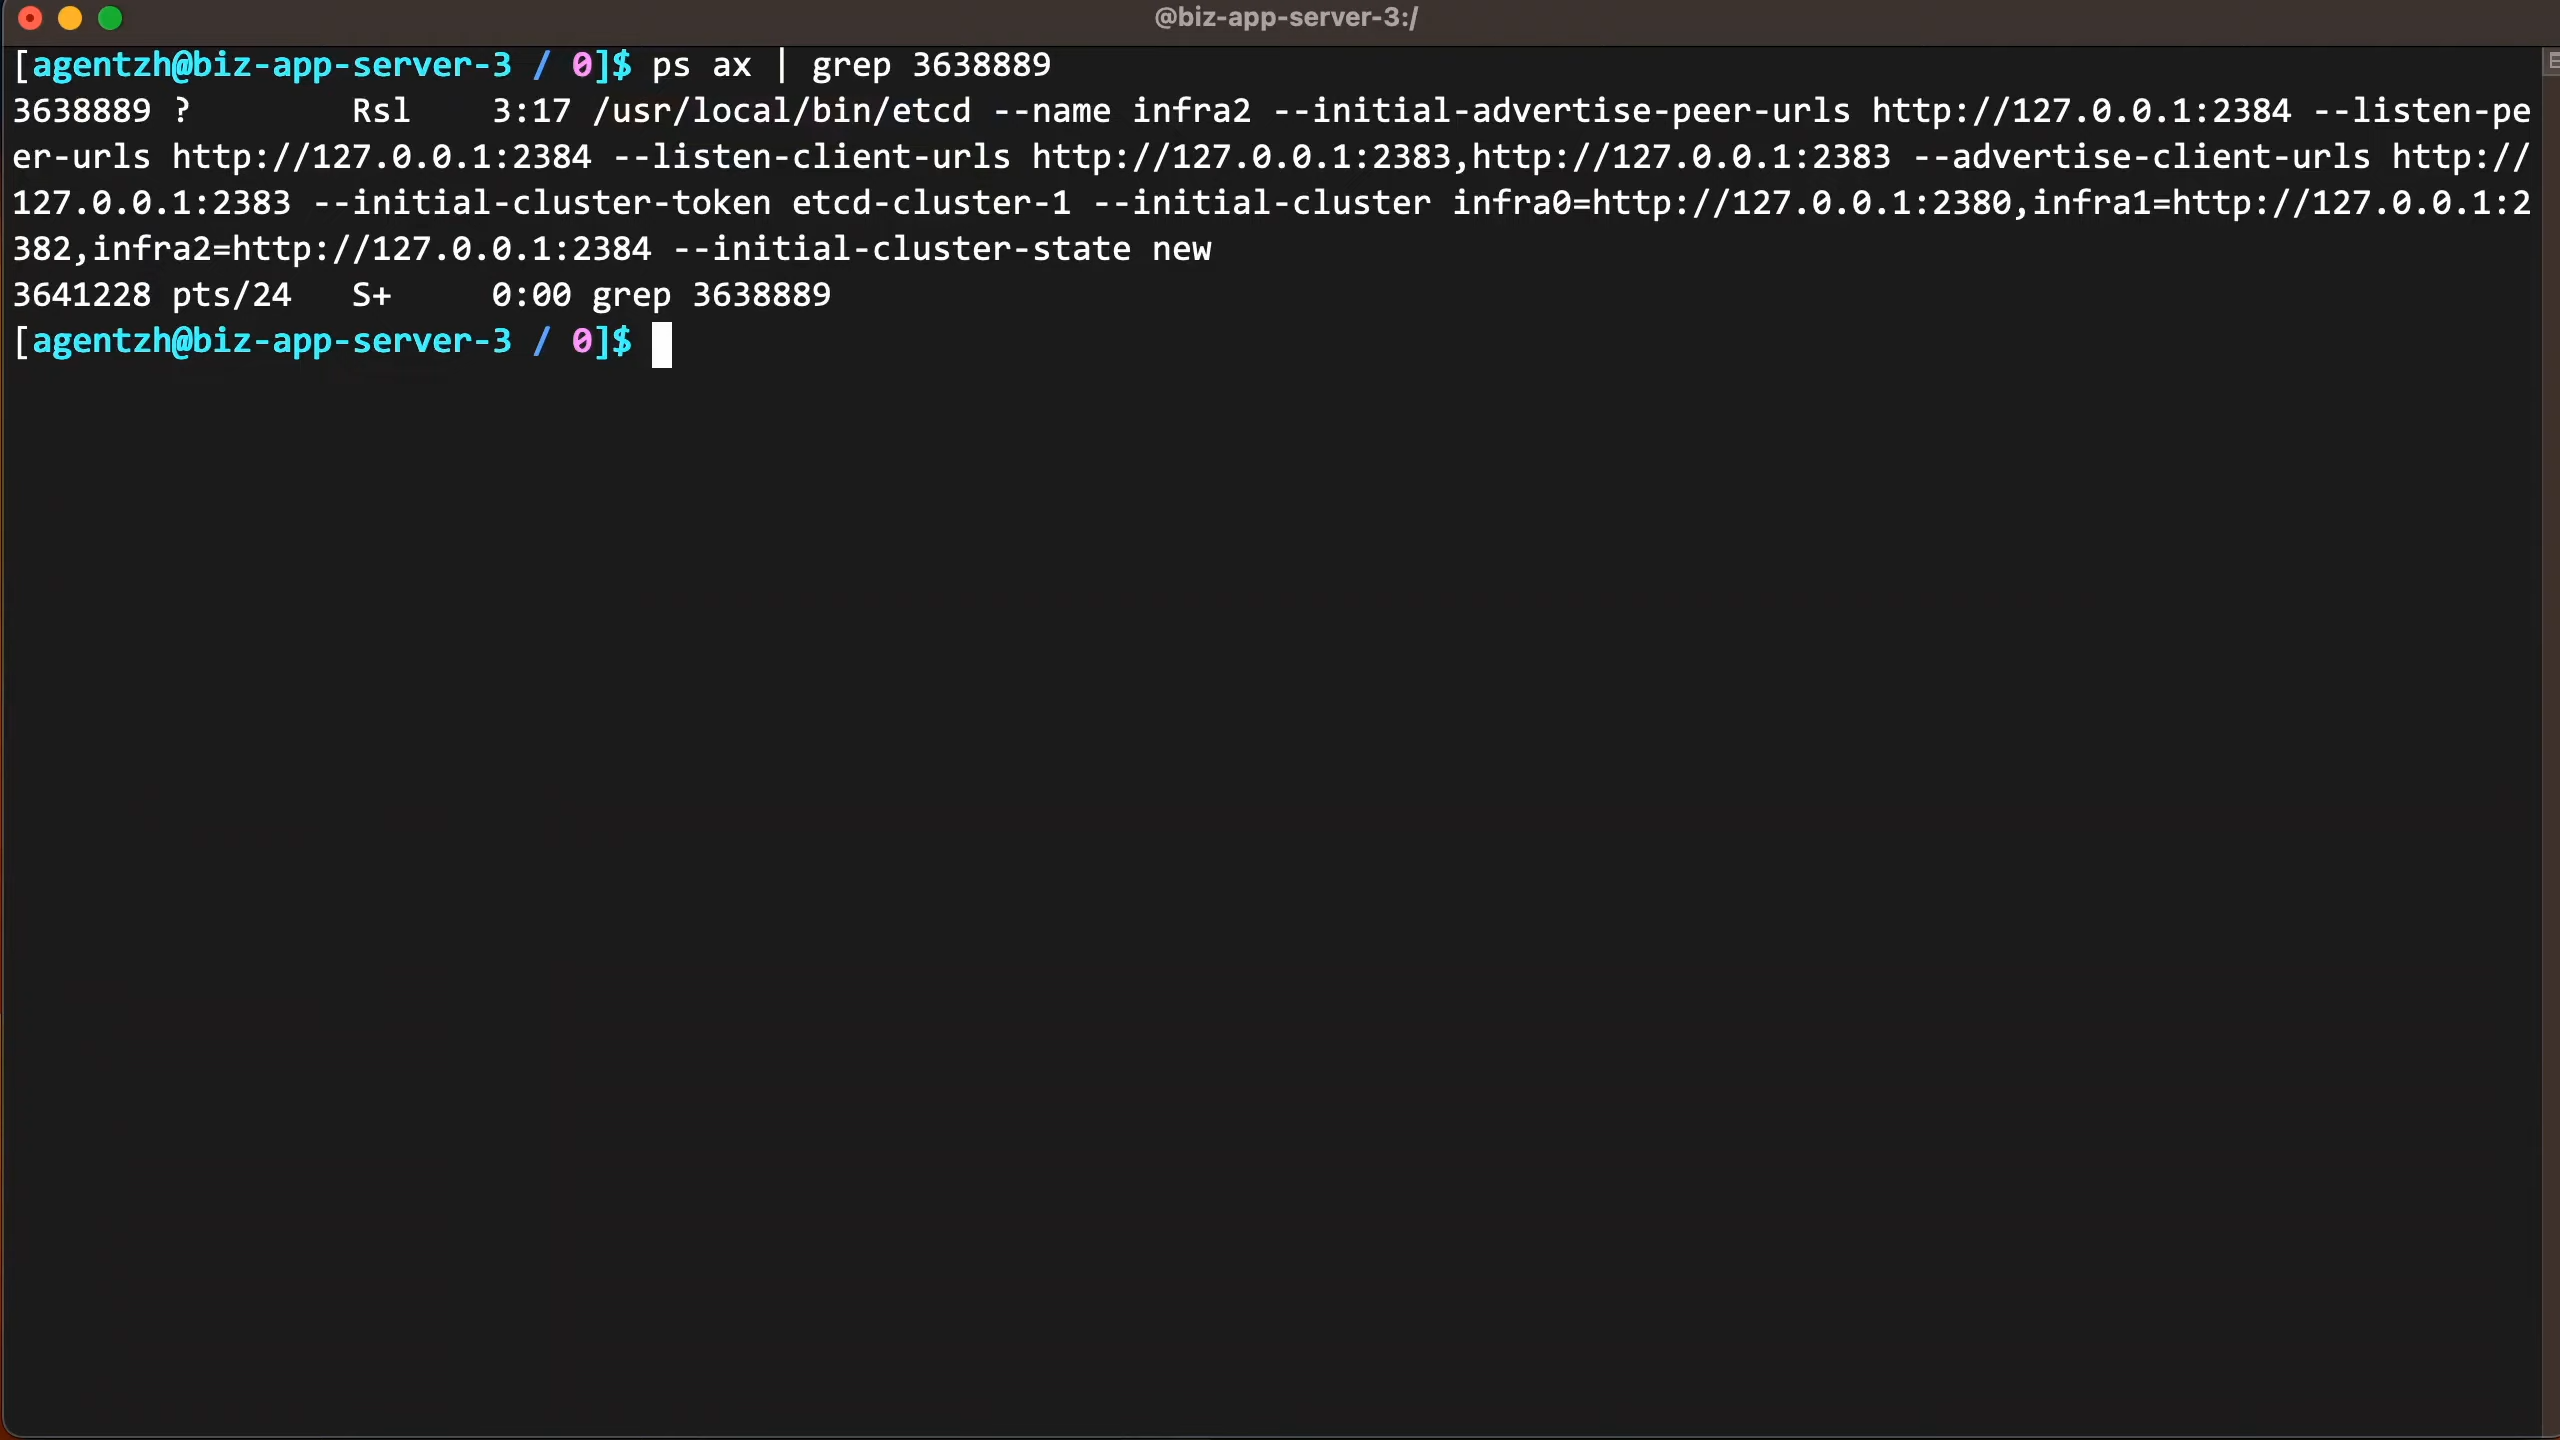 @biz-app-server-3:/
[agentzh@biz-app-server-3 / 0]$ ps ax | grep 3638889
3638889 ?        Rsl    3:17 /usr/local/bin/etcd --name infra2 --initial-advertise-peer-urls http://127.0.0.1:2384 --listen-pe
er-urls http://127.0.0.1:2384 --listen-client-urls http://127.0.0.1:2383,http://127.0.0.1:2383 --advertise-client-urls http://
127.0.0.1:2383 --initial-cluster-token etcd-cluster-1 --initial-cluster infra0=http://127.0.0.1:2380,infra1=http://127.0.0.1:2
382,infra2=http://127.0.0.1:2384 --initial-cluster-state new
3641228 pts/24   S+     0:00 grep 3638889
[agentzh@biz-app-server-3 / 0]$